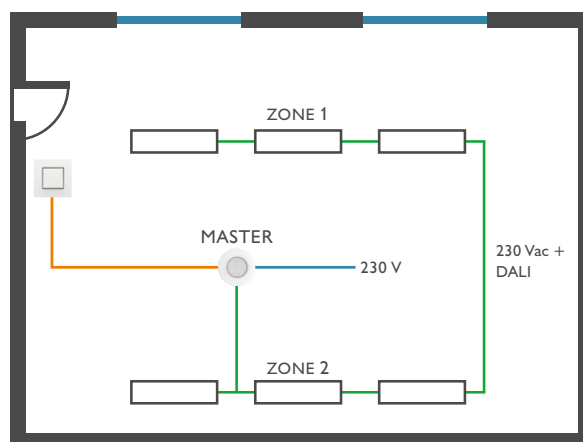 ZONE 1
MASTER
230 V
230 Vac +
DALI
ZONE 2